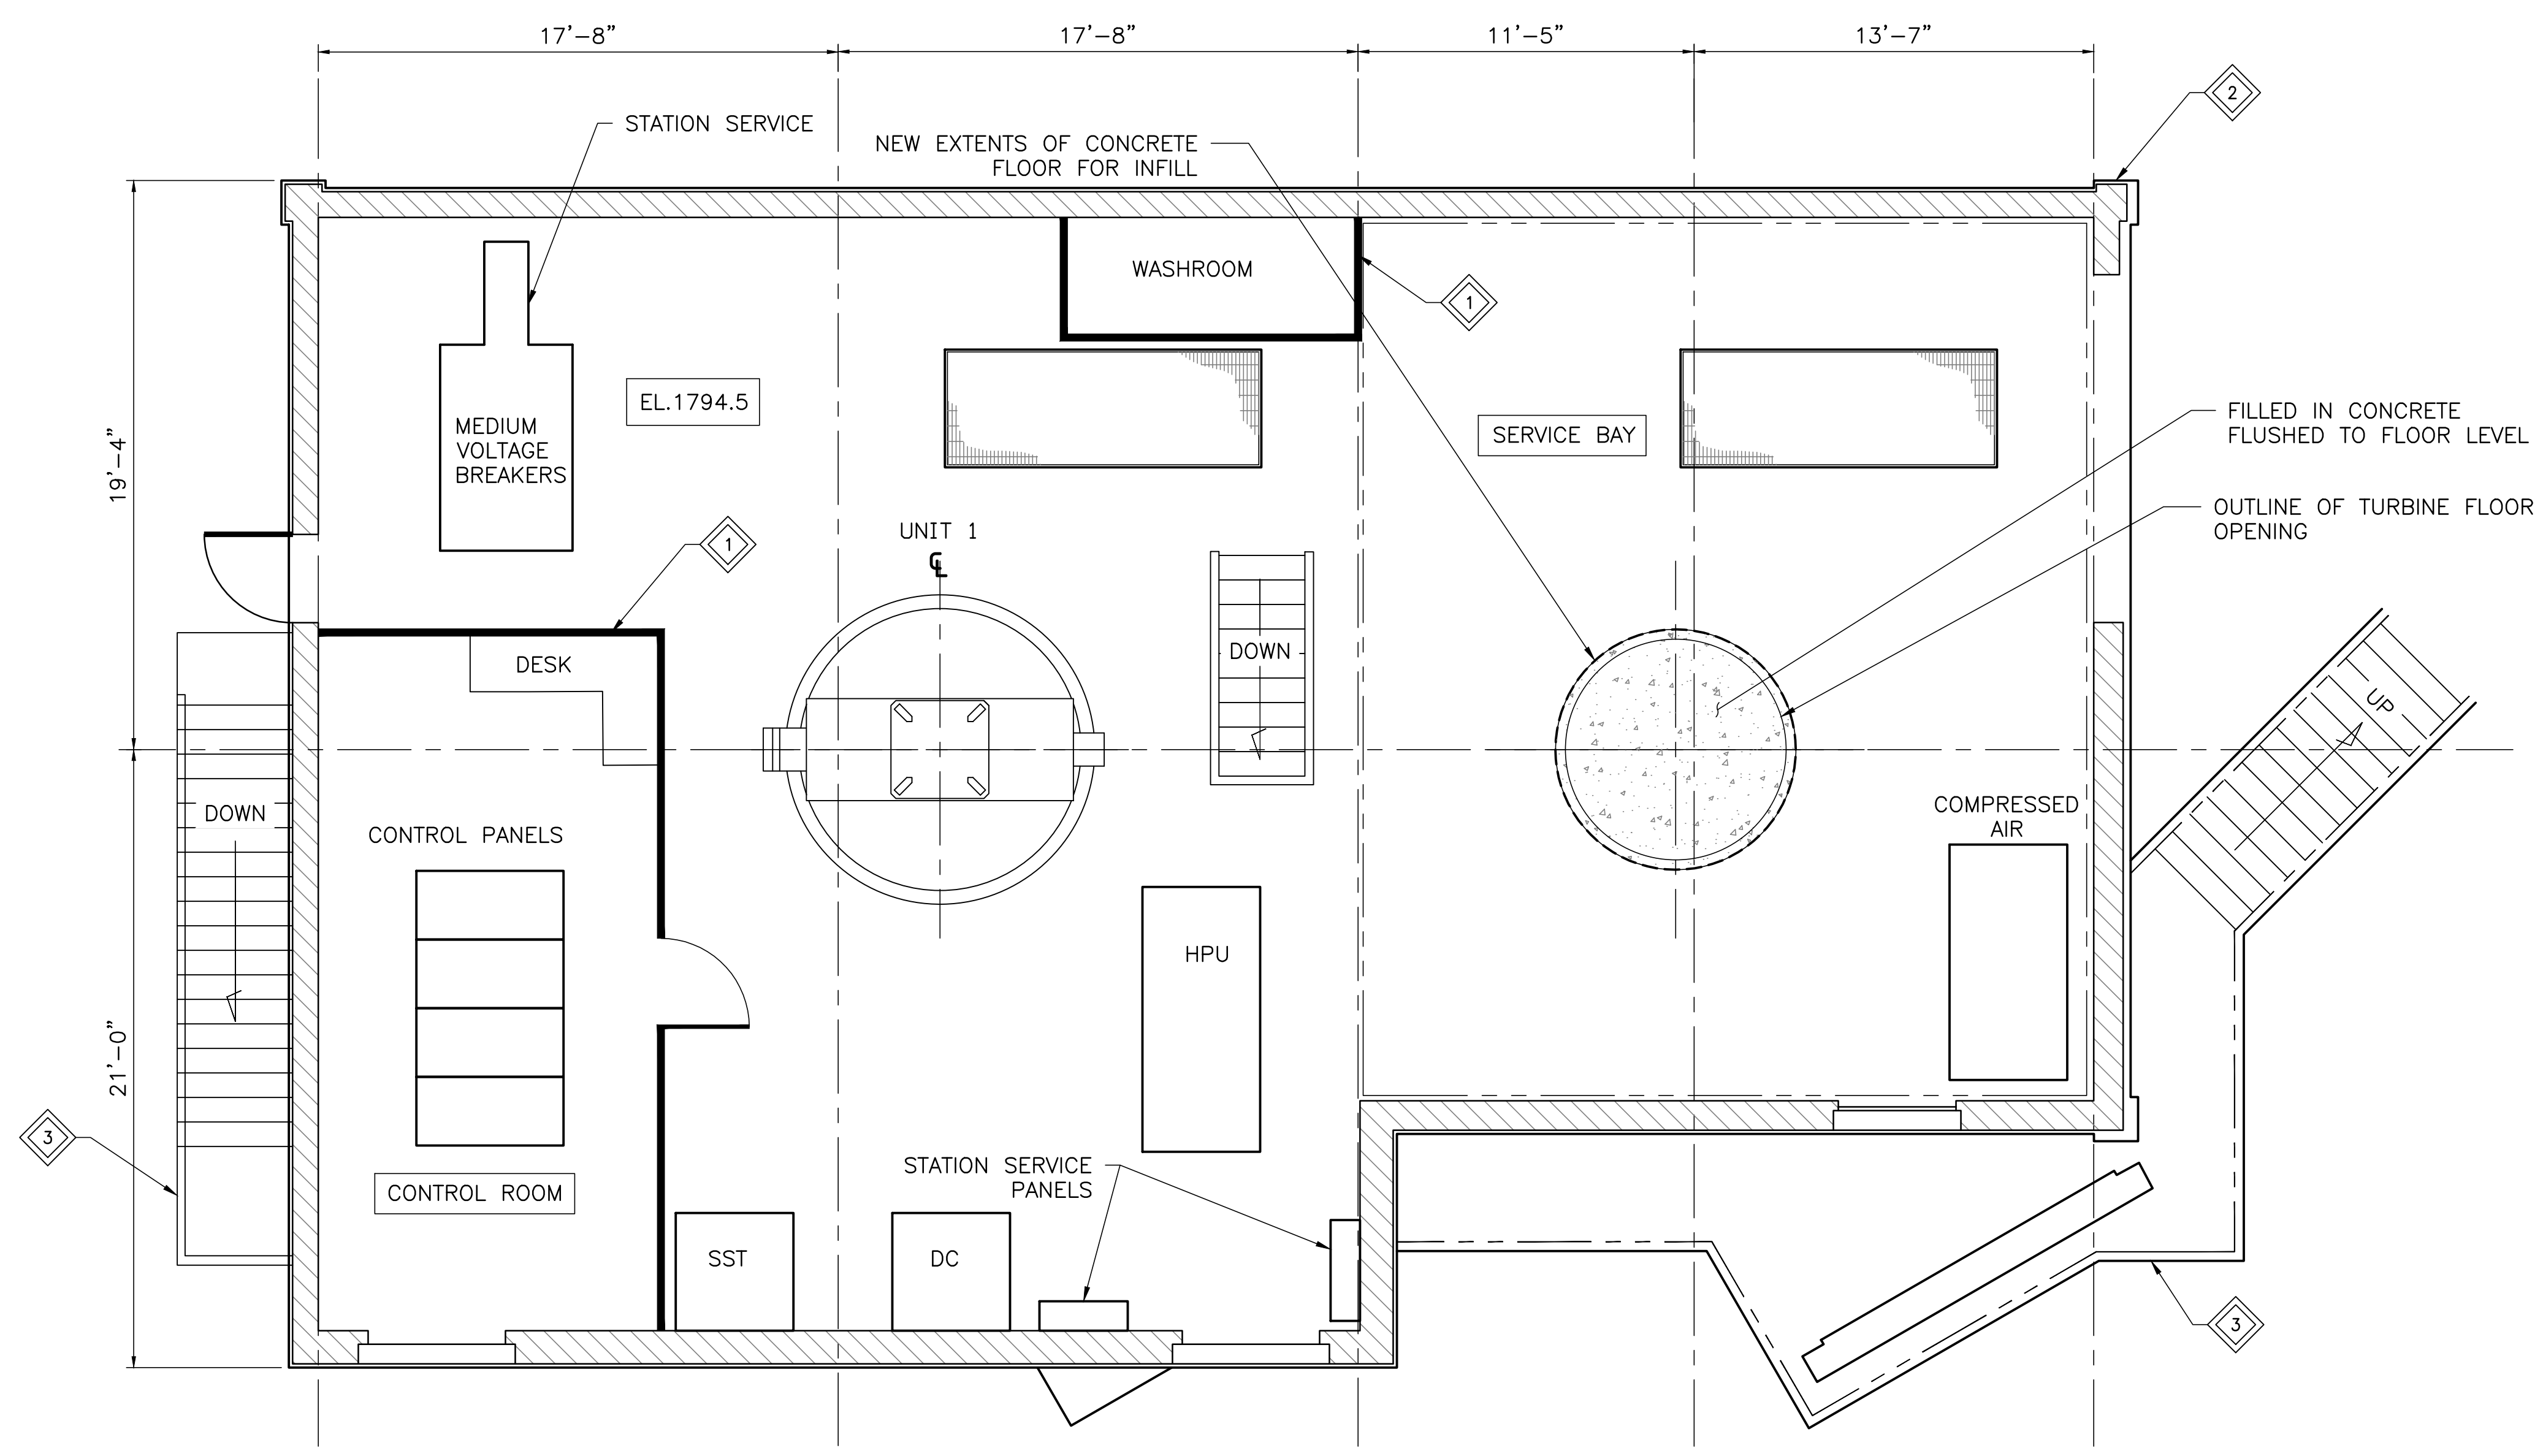 17'-8"
17'-8"
11'-5"
13'-7"
2
STATION SERVICE
NEW EXTENTS OF CONCRETE
FLOOR FOR INFILL
WASHROOM
1
EL.1794.5
MEDIUM
VOLTAGE
BREAKERS
SERVICE BAY
FILLED IN CONCRETE
FLUSHED TO FLOOR LEVEL
19'-4"
OUTLINE OF TURBINE FLOOR
OPENING
UNIT 1
℄
1
DESK
DOWN
UP
DOWN
CONTROL PANELS
COMPRESSED
AIR
HPU
21'-0"
3
CONTROL ROOM
STATION SERVICE
PANELS
SST
DC
3